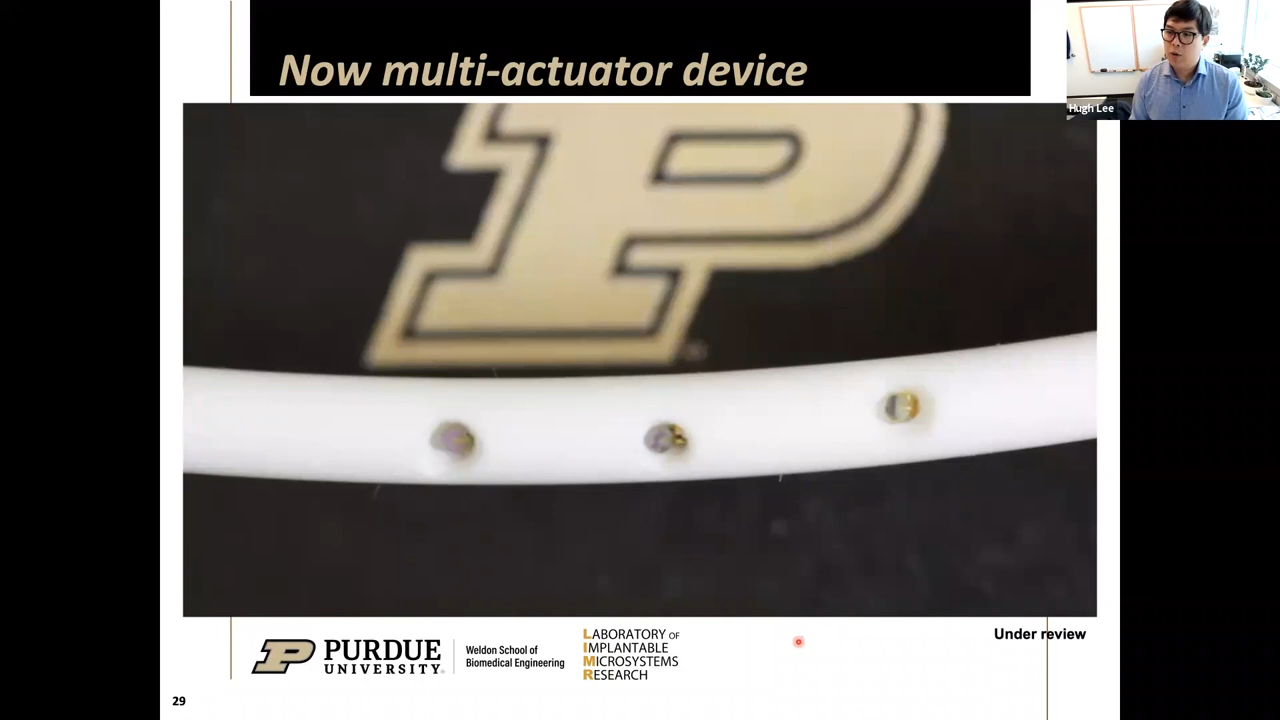 Now multi-actuator device
Hugh Lee
P
Under review
PURDUE
UNIVERSITY®
Weldon School of
Biomedical Engineering
LABORATORY OF
IMPLANTABLE
MICROSYSTEMS
RESEARCH
29